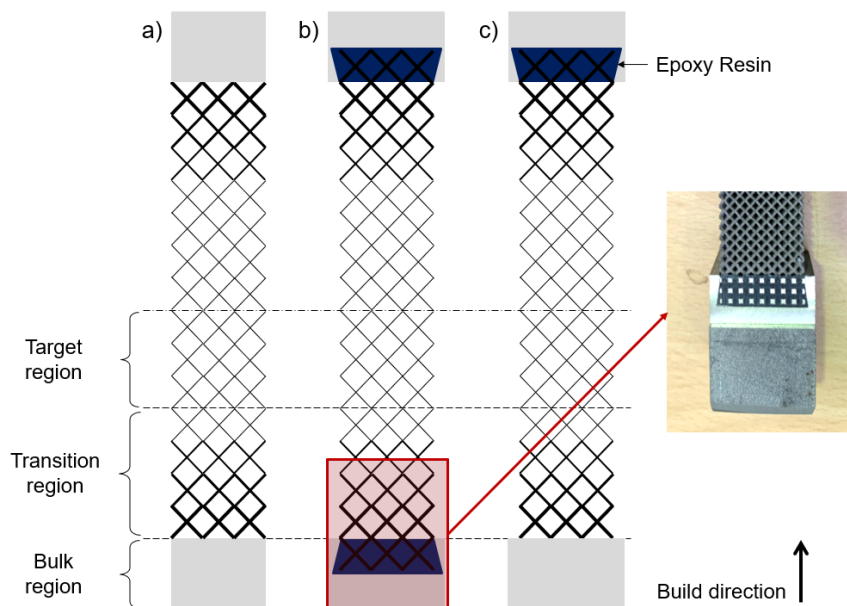 a)
b)
c)
Epoxy Resin
Target
region
Transition
region
Bulk
region
Build direction